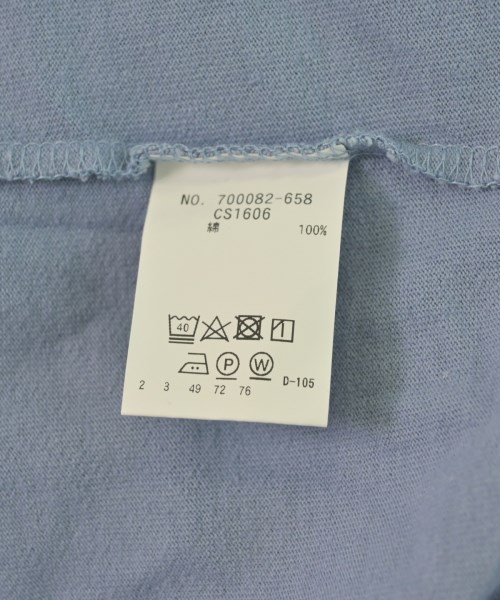 NO. 700082-658
CS1606
綿 100%
40
P W D-105
2 3 49 72 76